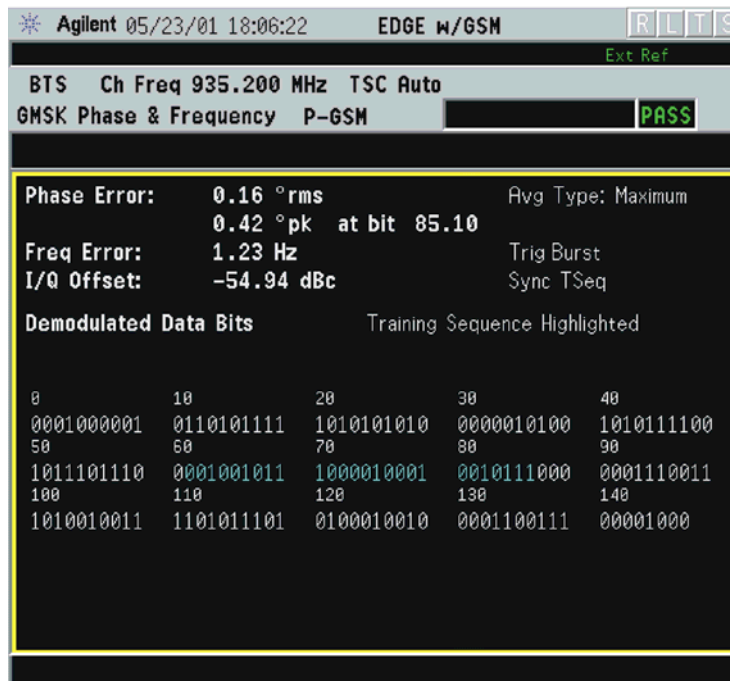 Agilent 05/23/01 18:06:22 EDGE w/GSM R L T S
Ext Ref
BTS Ch Freq 935.200 MHz TSC Auto
GMSK Phase & Frequency P-GSM PASS
Phase Error: 0.16 °rms Avg Type: Maximum
0.42 °pk at bit 85.10
Freq Error: 1.23 Hz Trig Burst
I/Q Offset: -54.94 dBc Sync TSeq
Demodulated Data Bits Training Sequence Highlighted
0 10 20 30 40
0001000001 0110101111 1010101010 0000010100 1010111100
50 60 70 80 90
1011101110 0001001011 1000010001 0010111000 0001110011
100 110 120 130 140
1010010011 1101011101 0100010010 0001100111 00001000